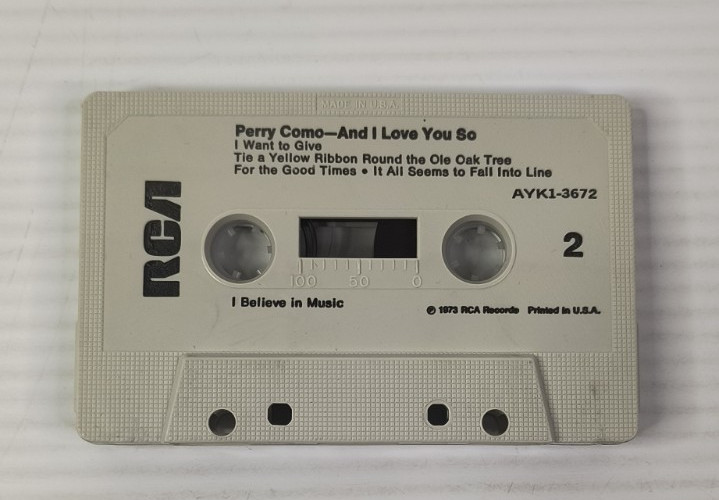 MADE IN U.S.A.
Perry Como—And I Love You So
I Want to Give
Tie a Yellow Ribbon Round the Ole Oak Tree
For the Good Times • It All Seems to Fall Into Line
AYK1-3672
RCA
2
100 50 0
I Believe in Music
℗ 1973 RCA Records Printed in U.S.A.